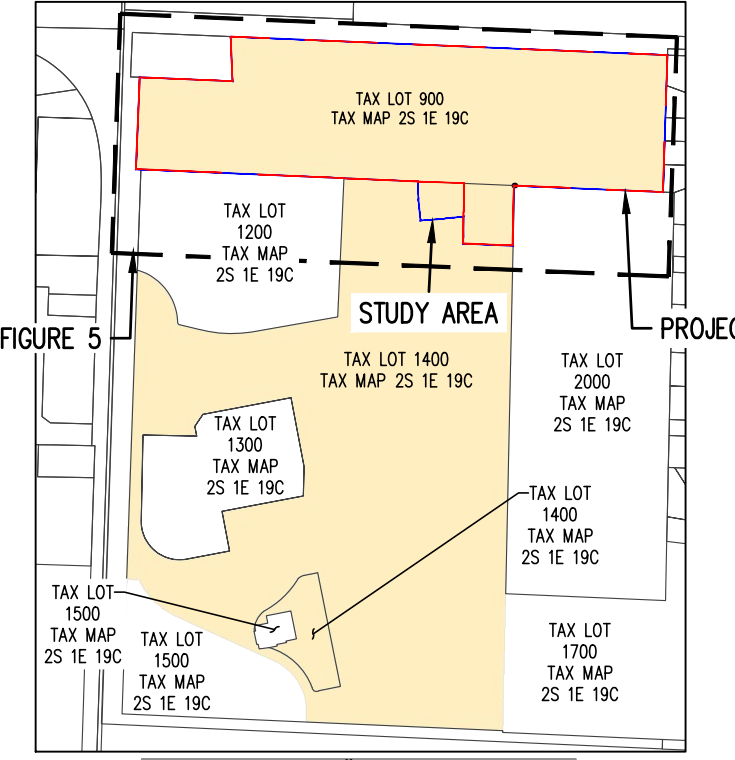 TAX LOT 900
TAX MAP 2S 1E 19C
TAX LOT
1200
TAX MAP
2S 1E 19C
STUDY AREA
FIGURE 5
PROJEC
TAX LOT 1400
TAX MAP 2S 1E 19C
TAX LOT
2000
TAX MAP
2S 1E 19C
TAX LOT
1300
TAX MAP
2S 1E 19C
TAX LOT
1400
TAX MAP
2S 1E 19C
TAX LOT
1500
TAX MAP
2S 1E 19C
TAX LOT
1500
TAX MAP
2S 1E 19C
TAX LOT
1700
TAX MAP
2S 1E 19C